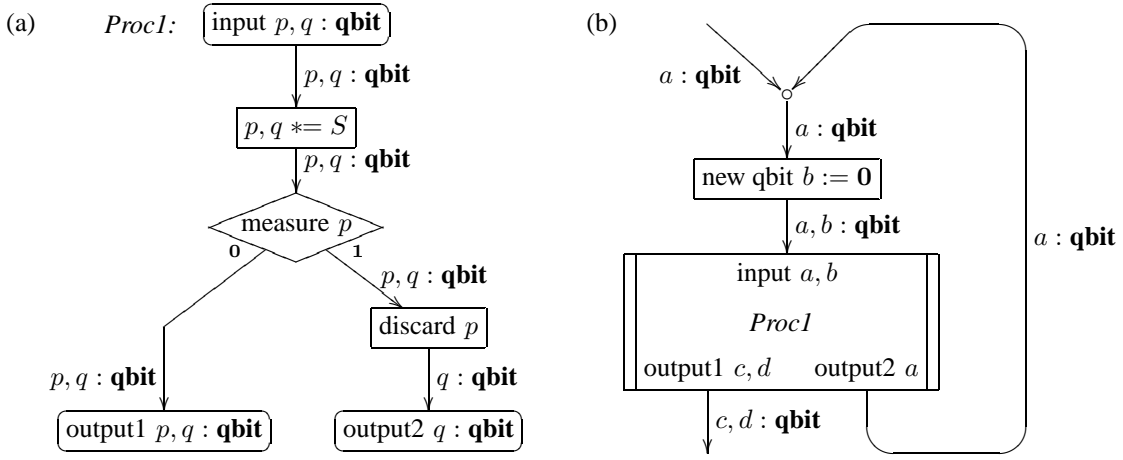 (a)
Proc1:
input p, q : qbit
p, q : qbit
p, q *= S
p, q : qbit
measure p
0
1
p, q : qbit
discard p
p, q : qbit
q : qbit
output1 p, q : qbit
output2 q : qbit
(b)
a : qbit
a : qbit
new qbit b := 0
a, b : qbit
a : qbit
input a, b
Proc1
output1 c, d
output2 a
c, d : qbit